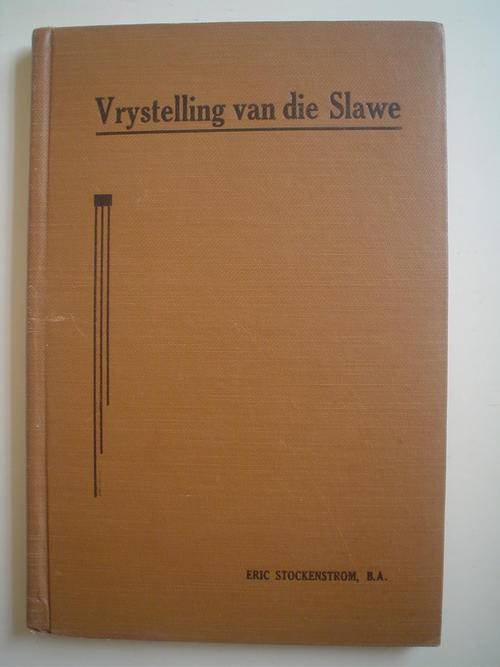 Vrystelling van die Slawe
ERIC STOCKENSTROM, B.A.